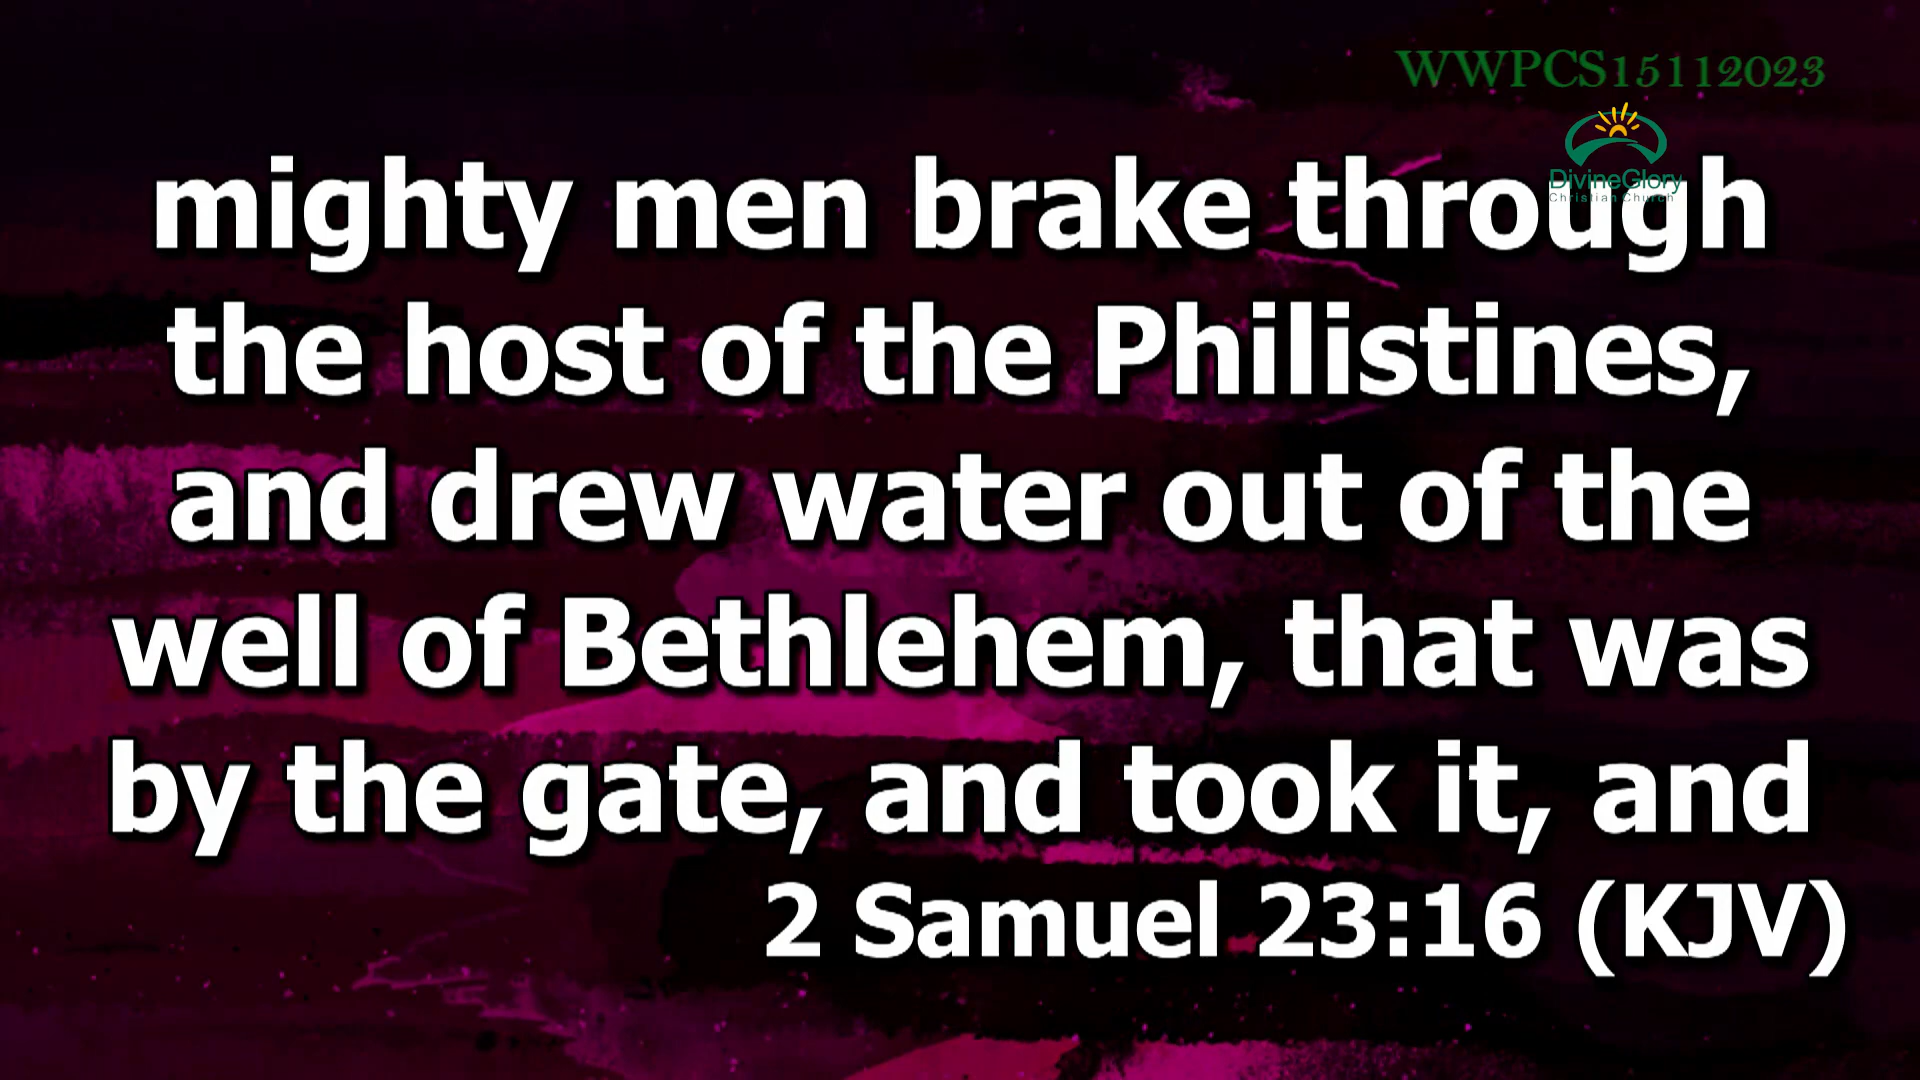 WWPCS15112023
DivineGlory
Christian Church
mighty men brake through
the host of the Philistines,
and drew water out of the
well of Bethlehem, that was
by the gate, and took it, and
2 Samuel 23:16 (KJV)